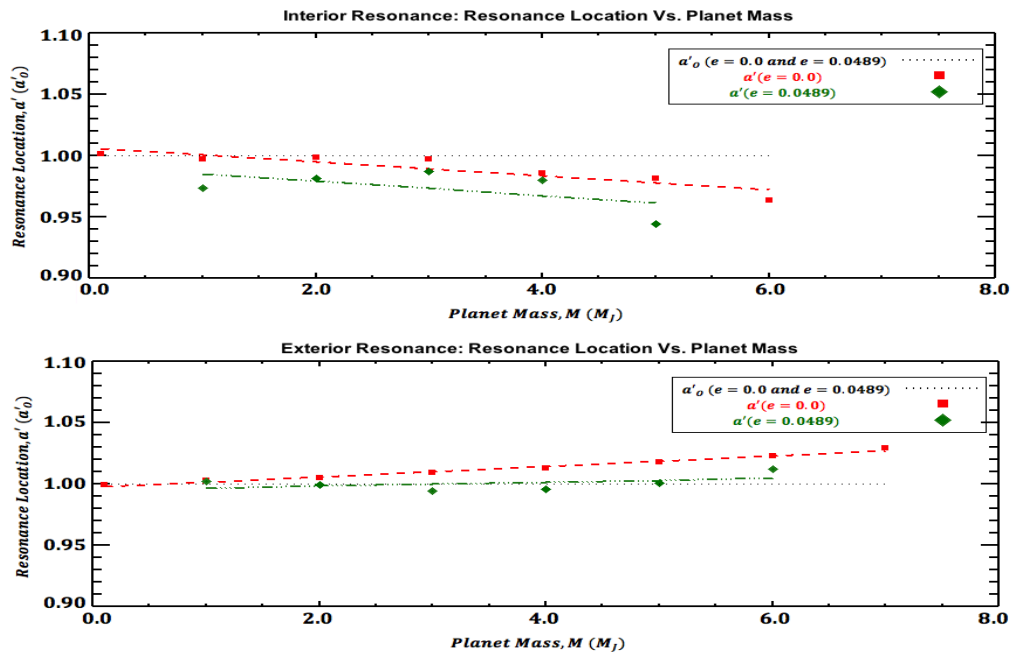 Interior Resonance: Resonance Location Vs. Planet Mass
1.10
1.05
1.00
0.95
0.90
Resonance Location, a′ (a′₀)
a′ₒ (e = 0.0 and e = 0.0489)
a′(e = 0.0)
a′(e = 0.0489)
0.0 2.0 4.0 6.0 8.0
Planet Mass, M (M_J)
Exterior Resonance: Resonance Location Vs. Planet Mass
1.10
1.05
1.00
0.95
0.90
Resonance Location, a′ (a′₀)
a′ₒ (e = 0.0 and e = 0.0489)
a′(e = 0.0)
a′(e = 0.0489)
0.0 2.0 4.0 6.0 8.0
Planet Mass, M (M_J)